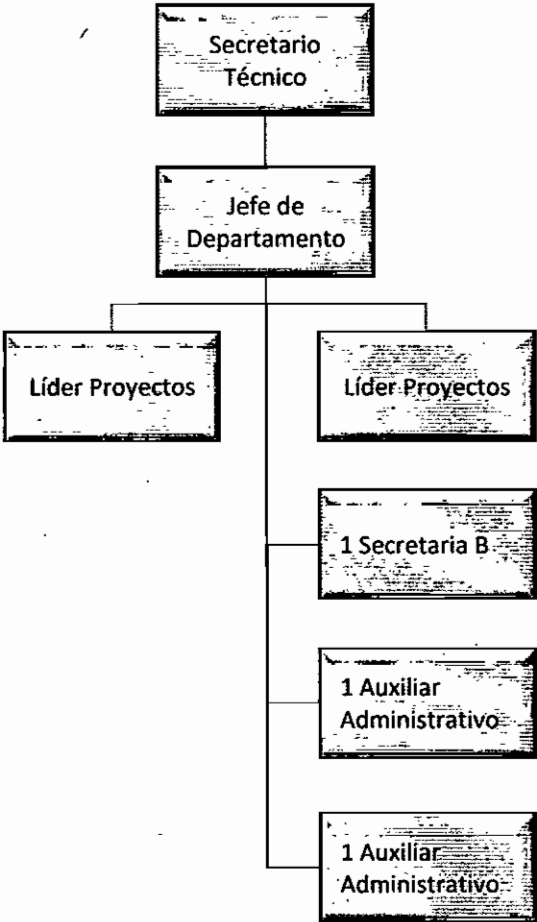 Secretario
Técnico
Jefe de
Departamento
Líder Proyectos
Líder Proyectos
1 Secretaria B
1 Auxiliar
Administrativo
1 Auxiliar
Administrativo